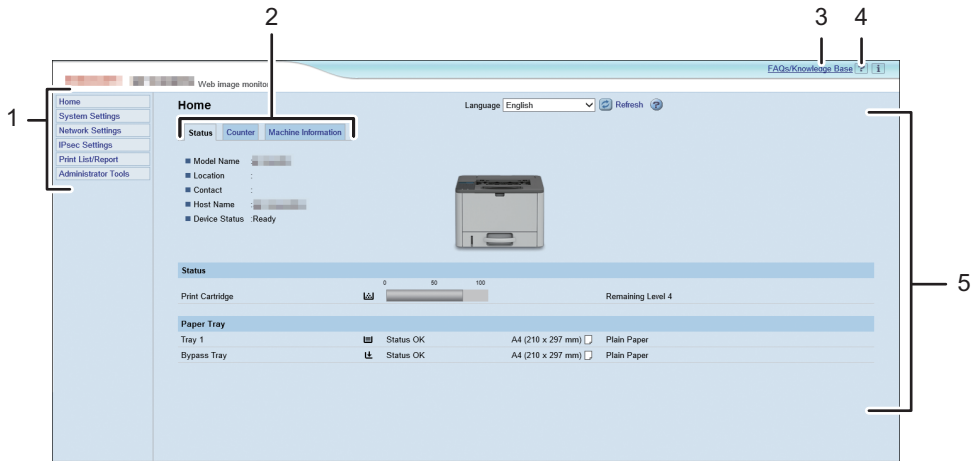 2
3 4
FAQs/Knowledge Base
Web image monitor
1
Home
System Settings
Network Settings
IPsec Settings
Print List/Report
Administrator Tools
Home
Language English Refresh
Status Counter Machine Information
Model Name :
Location :
Contact :
Host Name :
Device Status :Ready
Status
0 50 100
Print Cartridge Remaining Level 4
Paper Tray
Tray 1 Status OK A4 (210 x 297 mm) Plain Paper
Bypass Tray Status OK A4 (210 x 297 mm) Plain Paper
5